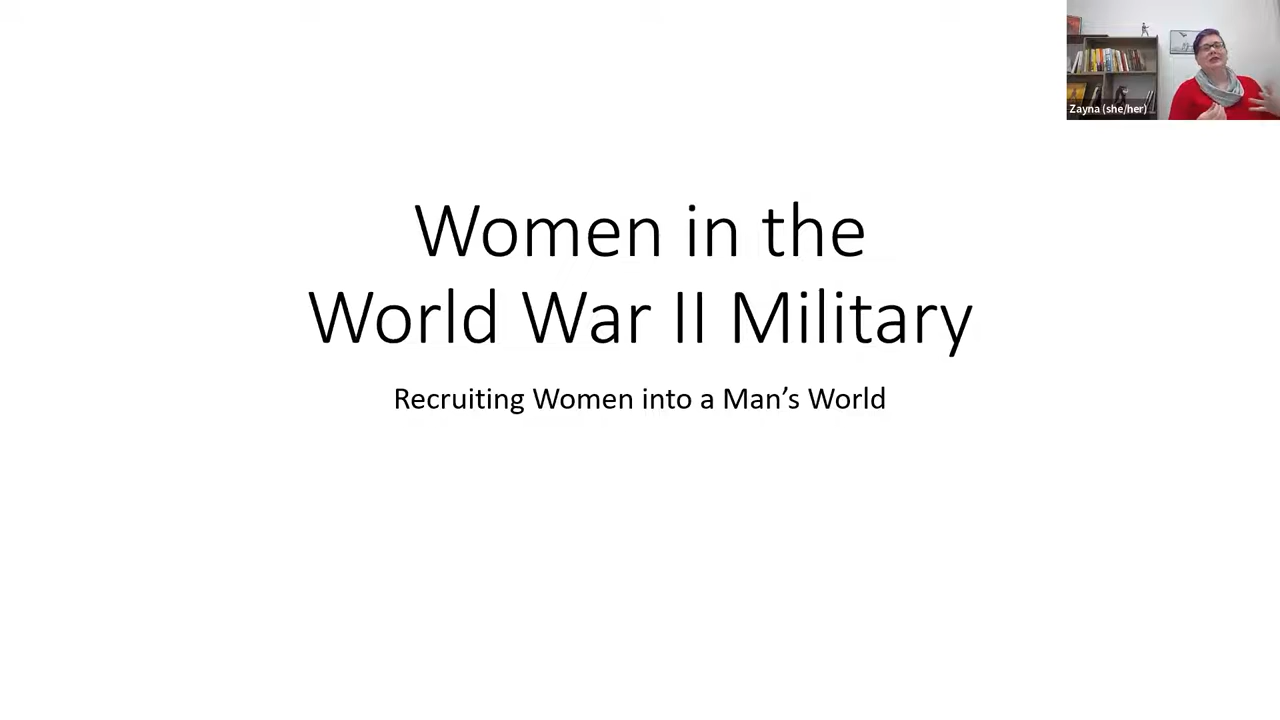 Zayna (she/her)
Women in the
World War II Military
Recruiting Women into a Man's World